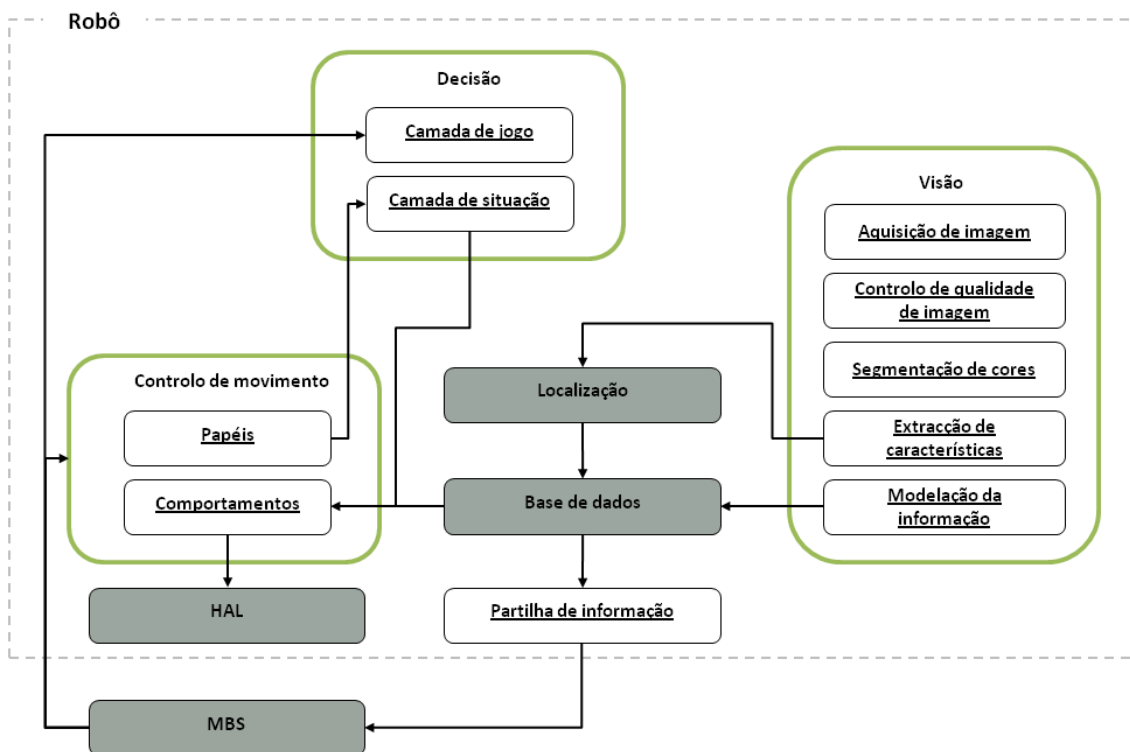 Robô
Decisão
Camada de jogo
Camada de situação
Visão
Aquisição de imagem
Controlo de qualidade
de imagem
Segmentação de cores
Extracção de
características
Modelação da
informação
Controlo de movimento
Papéis
Comportamentos
Localização
Base de dados
HAL
Partilha de informação
MBS